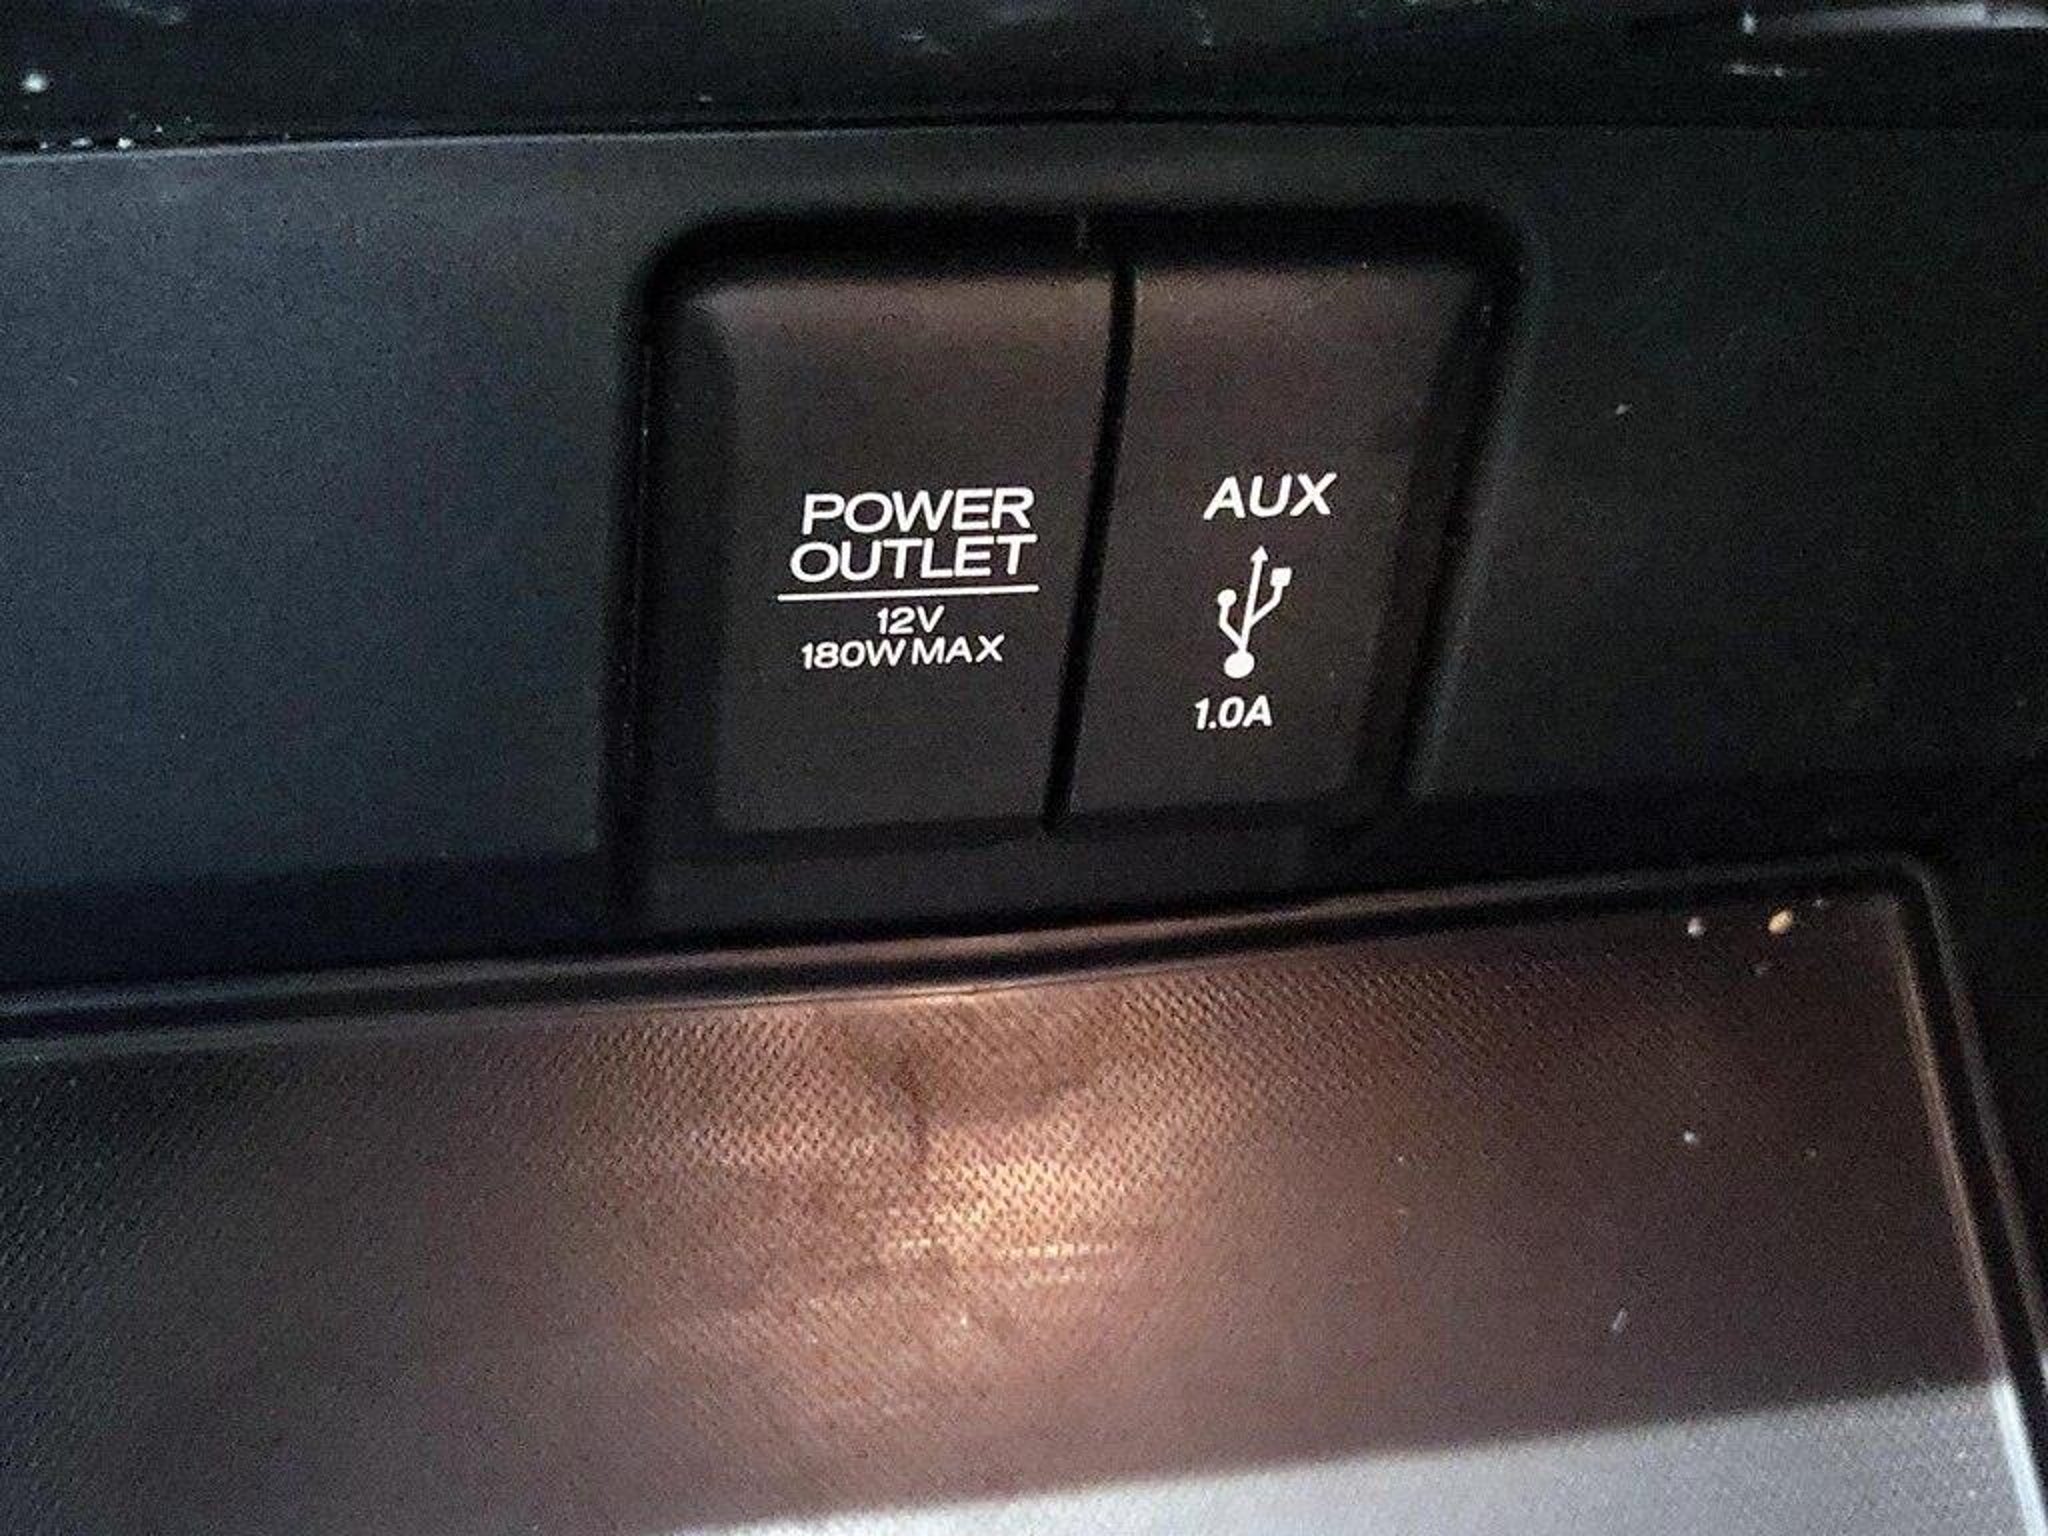 POWER
OUTLET
12V
180W MAX
AUX
1.0A